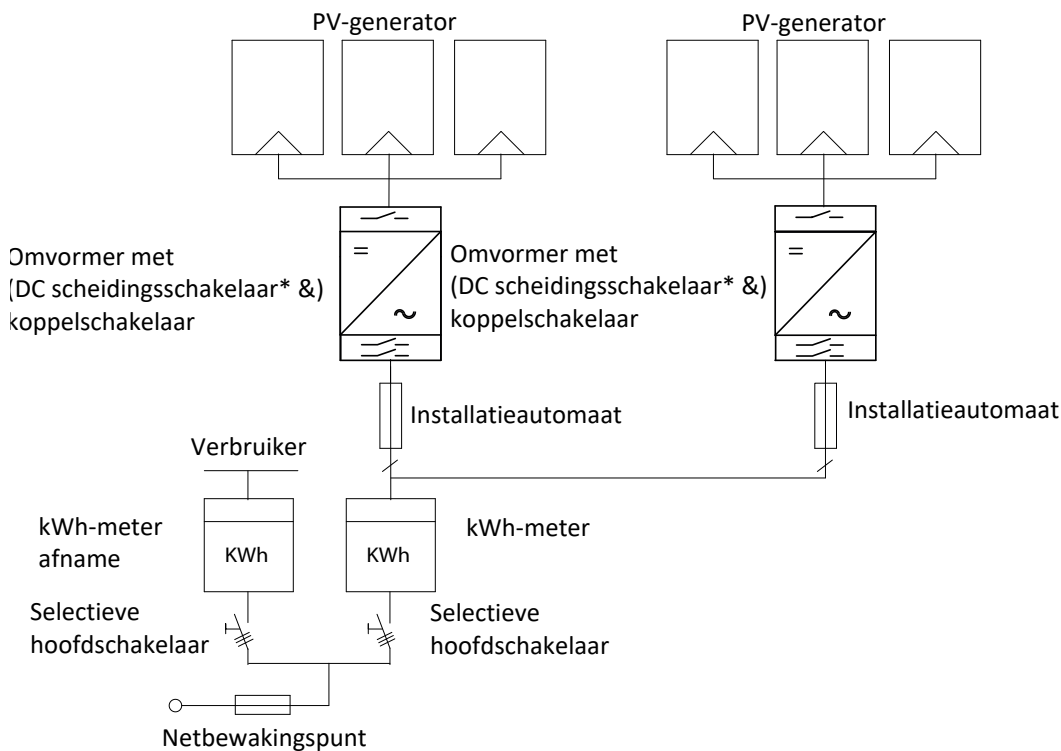 PV-generator
PV-generator
Omvormer met
(DC scheidingsschakelaar* &)
koppelschakelaar
=
~
Omvormer met
(DC scheidingsschakelaar* &)
koppelschakelaar
=
~
Installatieautomaat
Installatieautomaat
Verbruiker
kWh-meter
afname
KWh
KWh
kWh-meter
Selectieve
hoofdschakelaar
Selectieve
hoofdschakelaar
Netbewakingspunt